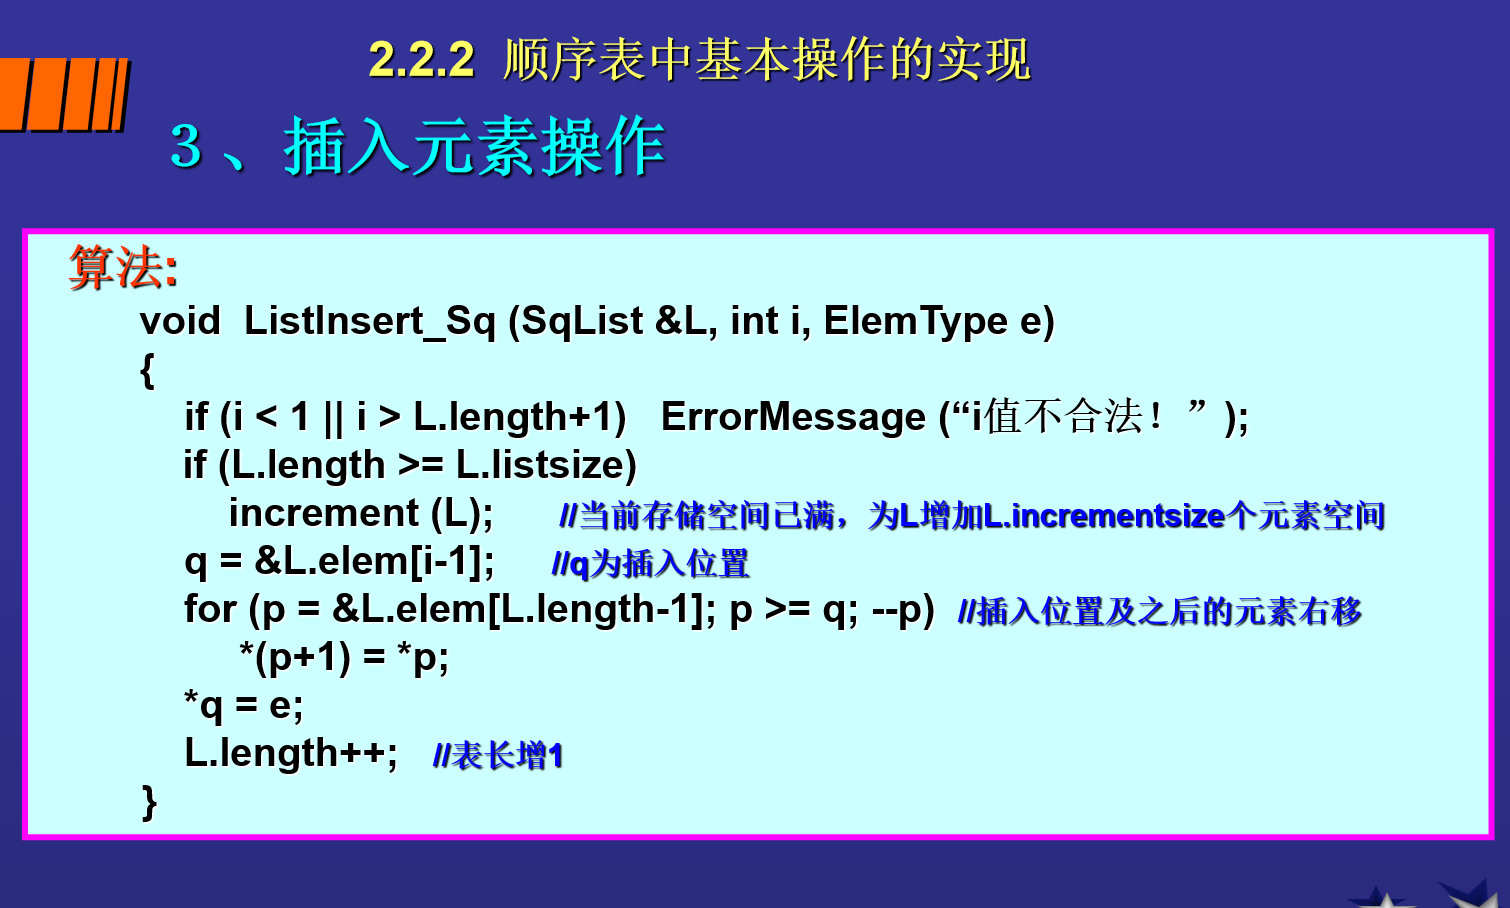 2.2.2 顺序表中基本操作的实现
3、插入元素操作
算法:
void ListInsert_Sq (SqList &L, int i, ElemType e)
{
if (i < 1 || i > L.length+1) ErrorMessage (“i值不合法！”);
if (L.length >= L.listsize)
increment (L); //当前存储空间已满，为L增加L.incrementsize个元素空间
q = &L.elem[i-1]; //q为插入位置
for (p = &L.elem[L.length-1]; p >= q; --p) //插入位置及之后的元素右移
*(p+1) = *p;
*q = e;
L.length++; //表长增1
}